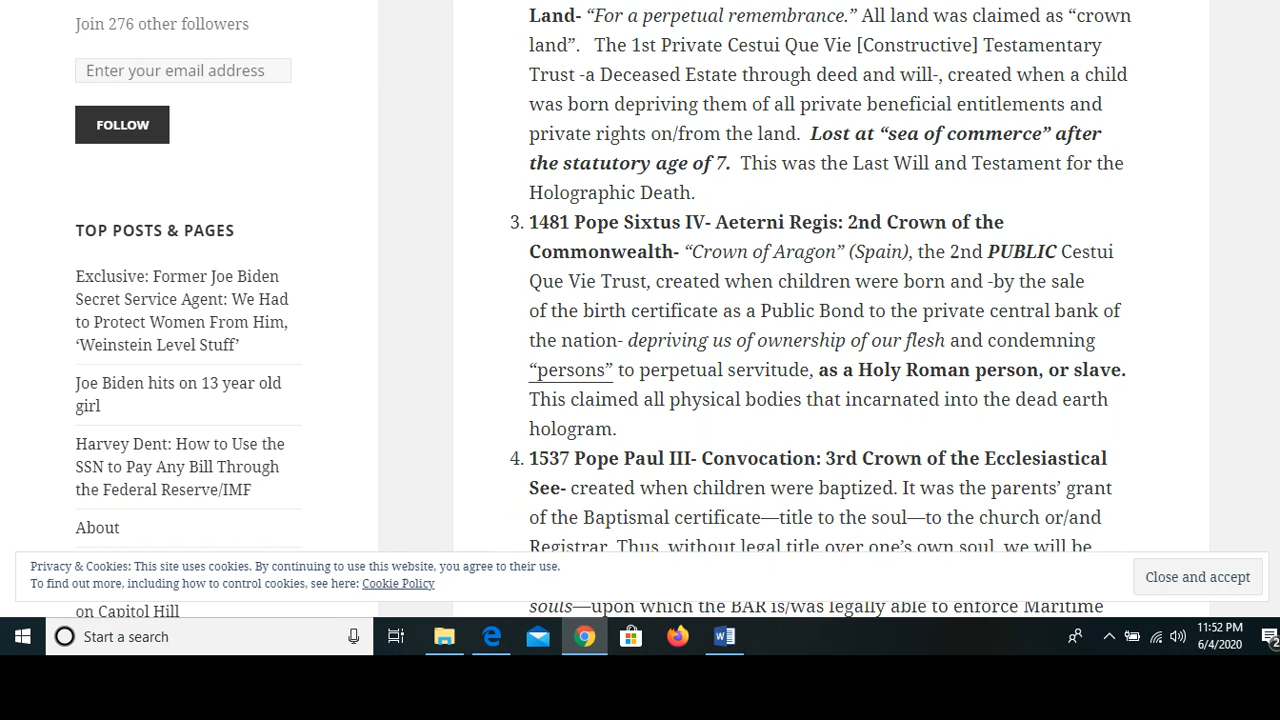 Join 276 other followers
Enter your email address
FOLLOW
TOP POSTS & PAGES
Exclusive: Former Joe Biden
Secret Service Agent: We Had
to Protect Women From Him,
‘Weinstein Level Stuff’
Joe Biden hits on 13 year old
girl
Harvey Dent: How to Use the
SSN to Pay Any Bill Through
the Federal Reserve/IMF
About
on Capitol Hill
Land- “For a perpetual remembrance.” All land was claimed as “crown
land”.   The 1st Private Cestui Que Vie [Constructive] Testamentary
Trust -a Deceased Estate through deed and will-, created when a child
was born depriving them of all private beneficial entitlements and
private rights on/from the land.  Lost at “sea of commerce” after
the statutory age of 7.  This was the Last Will and Testament for the
Holographic Death.
3. 1481 Pope Sixtus IV- Aeterni Regis: 2nd Crown of the
Commonwealth- “Crown of Aragon” (Spain), the 2nd PUBLIC Cestui
Que Vie Trust, created when children were born and -by the sale
of the birth certificate as a Public Bond to the private central bank of
the nation- depriving us of ownership of our flesh and condemning
“persons” to perpetual servitude, as a Holy Roman person, or slave.
This claimed all physical bodies that incarnated into the dead earth
hologram.
4. 1537 Pope Paul III- Convocation: 3rd Crown of the Ecclesiastical
See- created when children were baptized. It was the parents’ grant
of the Baptismal certificate—title to the soul—to the church or/and
Registrar. Thus, without legal title over one’s own soul, we will be
souls—upon which the BAR is/was legally able to enforce Maritime
Privacy & Cookies: This site uses cookies. By continuing to use this website, you agree to their use.
To find out more, including how to control cookies, see here: Cookie Policy
Close and accept
Start a search
11:52 PM
6/4/2020
2